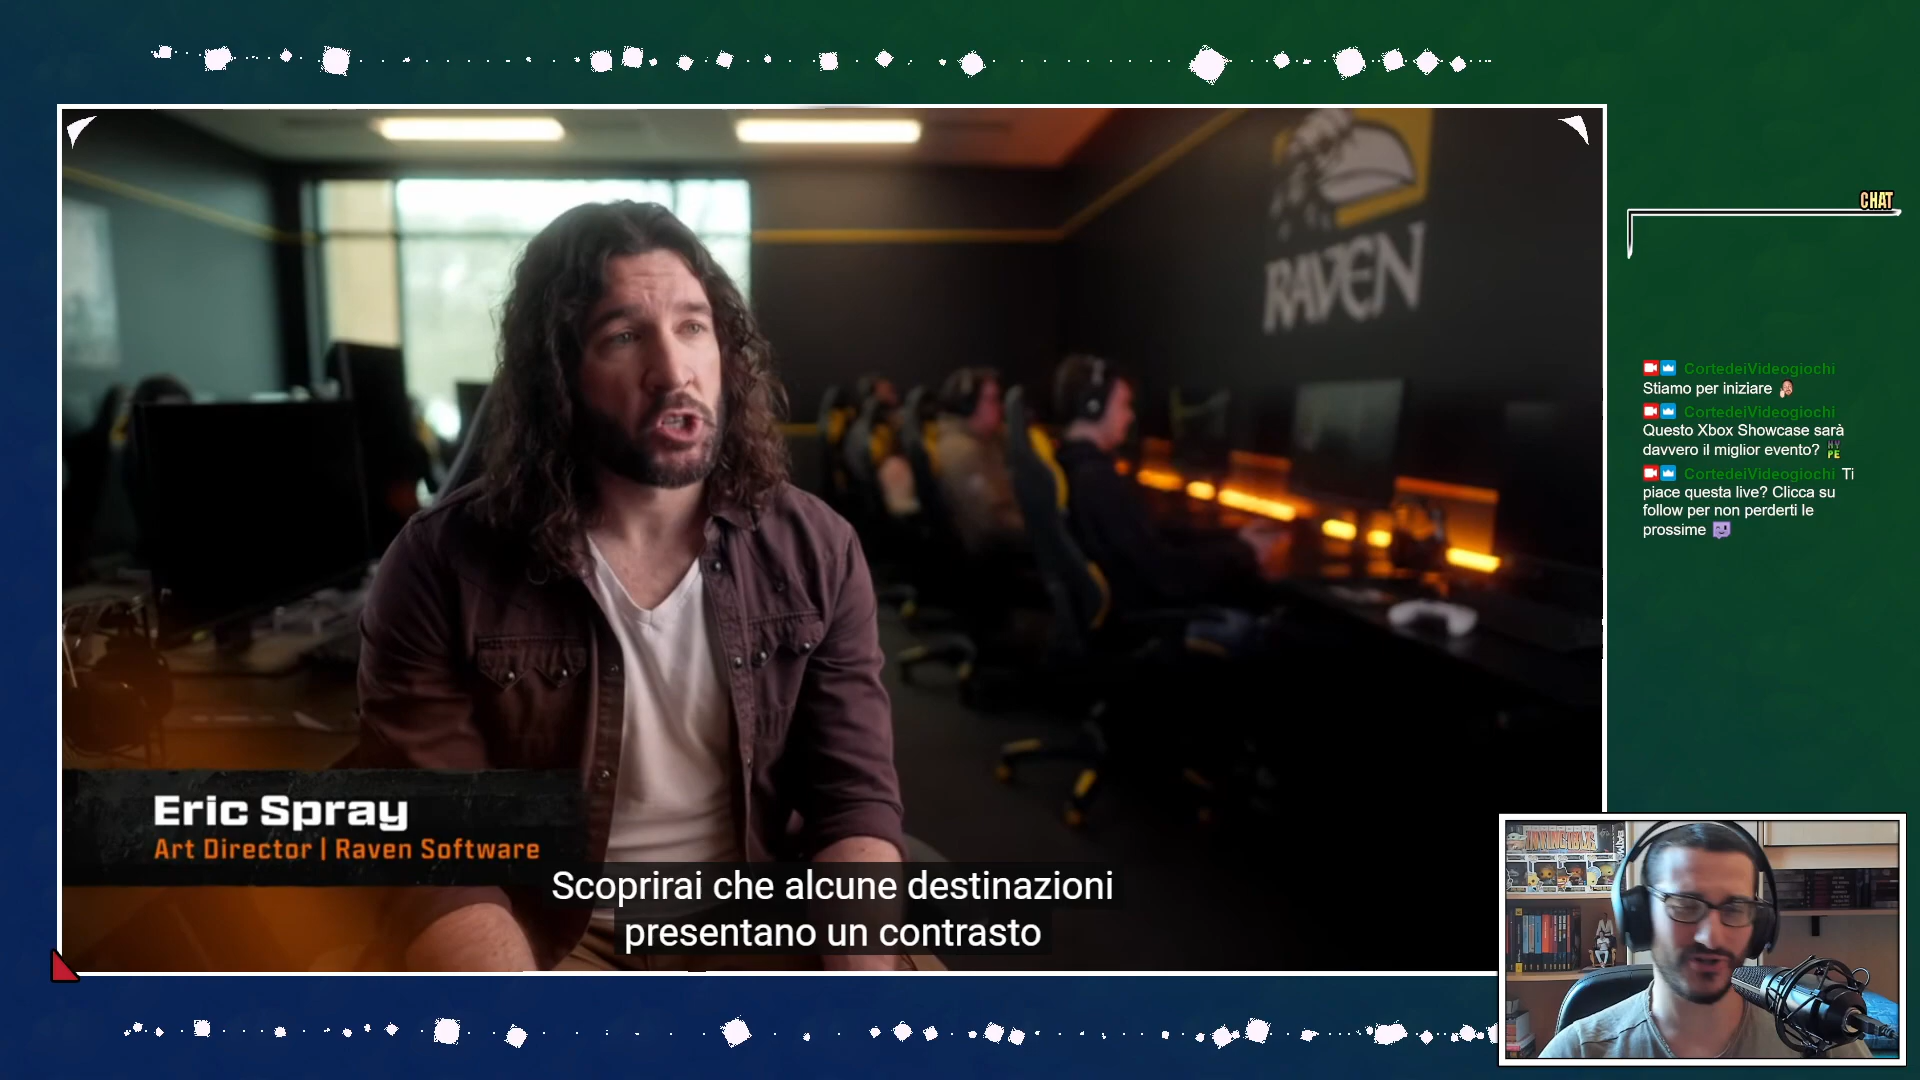 RAVEN
Eric Spray
Art Director | Raven Software
Scoprirai che alcune destinazioni
presentano un contrasto
CHAT
CortedeiVideogiochi
Stiamo per iniziare
CortedeiVideogiochi
Questo Xbox Showcase sarà
davvero il miglior evento? HYPE
CortedeiVideogiochi Ti
piace questa live? Clicca su
follow per non perderti le
prossime
INVINCIBLE